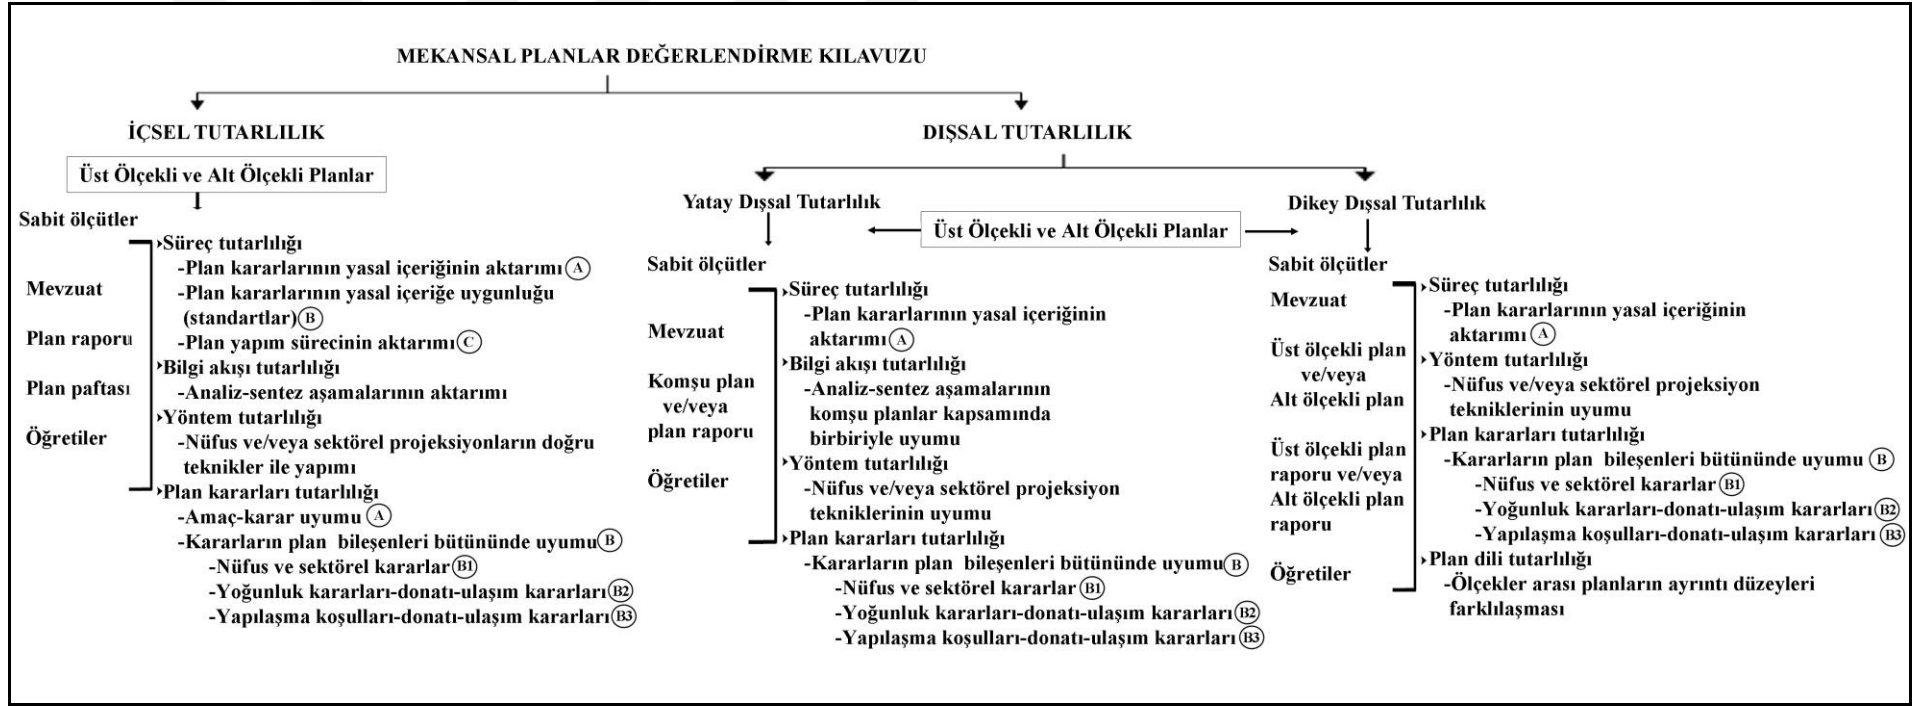 MEKANSAL PLANLAR DEĞERLENDİRME KILAVUZU
İÇSEL TUTARLILIK
Üst Ölçekli ve Alt Ölçekli Planlar
Sabit ölçütler
Mevzuat
Plan raporu
Plan paftası
Öğretiler
Süreç tutarlılığı
-Plan kararlarının yasal içeriğinin aktarımı A
-Plan kararlarının yasal içeriğe uygunluğu
(standartlar) B
-Plan yapım sürecinin aktarımı C
Bilgi akışı tutarlılığı
-Analiz-sentez aşamalarının aktarımı
Yöntem tutarlılığı
-Nüfus ve/veya sektörel projeksiyonların doğru
teknikler ile yapımı
Plan kararları tutarlılığı
-Amaç-karar uyumu A
-Kararların plan bileşenleri bütününde uyumu B
-Nüfus ve sektörel kararlar B1
-Yoğunluk kararları-donatı-ulaşım kararları B2
-Yapılaşma koşulları-donatı-ulaşım kararları B3
DIŞSAL TUTARLILIK
Yatay Dışsal Tutarlılık
Üst Ölçekli ve Alt Ölçekli Planlar
Dikey Dışsal Tutarlılık
Sabit ölçütler
Mevzuat
Komşu plan
ve/veya
plan raporu
Öğretiler
Süreç tutarlılığı
-Plan kararlarının yasal içeriğinin
aktarımı A
Bilgi akışı tutarlılığı
-Analiz-sentez aşamalarının
komşu planlar kapsamında
birbiriyle uyumu
Yöntem tutarlılığı
-Nüfus ve/veya sektörel projeksiyon
tekniklerinin uyumu
Plan kararları tutarlılığı
-Kararların plan bileşenleri bütününde uyumu B
-Nüfus ve sektörel kararlar B1
-Yoğunluk kararları-donatı-ulaşım kararları B2
-Yapılaşma koşulları-donatı-ulaşım kararları B3
Sabit ölçütler
Mevzuat
Üst ölçekli plan
ve/veya
Alt ölçekli plan
Üst ölçekli plan
raporu ve/veya
Alt ölçekli plan
raporu
Öğretiler
Süreç tutarlılığı
-Plan kararlarının yasal içeriğinin
aktarımı A
Yöntem tutarlılığı
-Nüfus ve/veya sektörel projeksiyon
tekniklerinin uyumu
Plan kararları tutarlılığı
-Kararların plan bileşenleri bütününde uyumu B
-Nüfus ve sektörel kararlar B1
-Yoğunluk kararları-donatı-ulaşım kararları B2
-Yapılaşma koşulları-donatı-ulaşım kararları B3
Plan dili tutarlılığı
-Ölçekler arası planların ayrıntı düzeyleri
farklılaşması